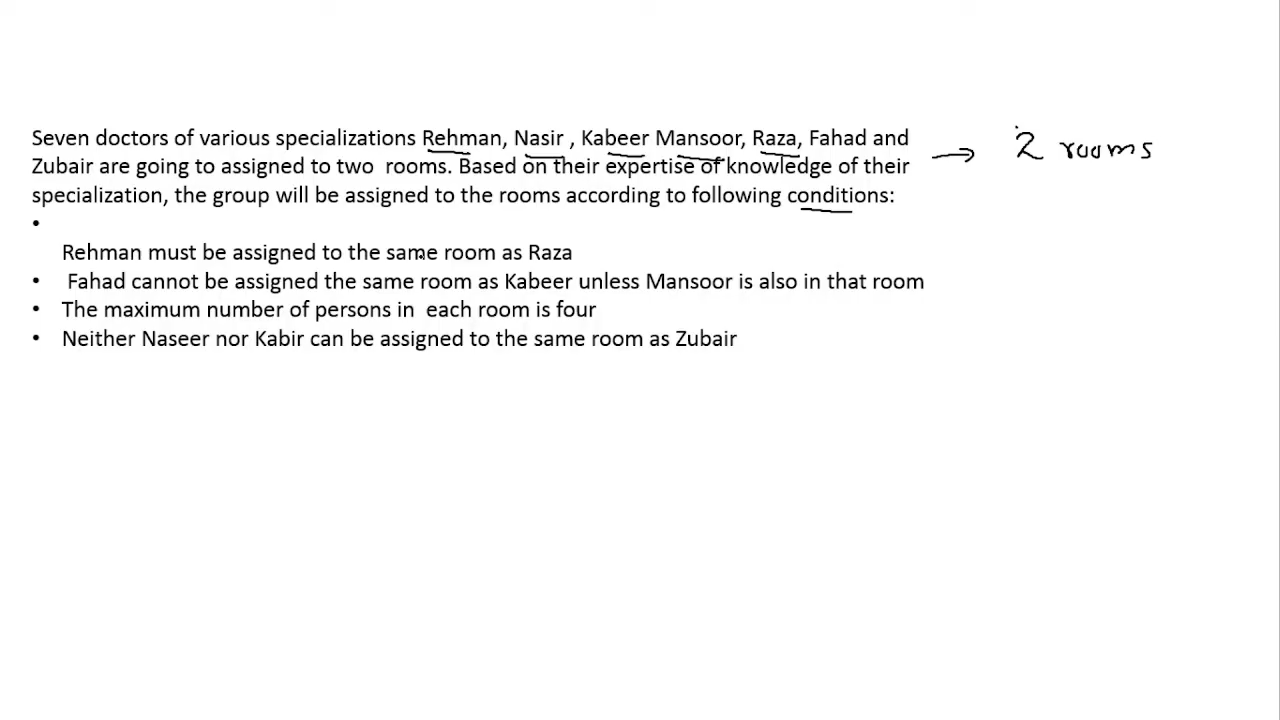 Seven doctors of various specializations Rehman, Nasir , Kabeer Mansoor, Raza, Fahad and
Zubair are going to assigned to two rooms. Based on their expertise of knowledge of their
specialization, the group will be assigned to the rooms according to following conditions:
→ 2 rooms
•
Rehman must be assigned to the same room as Raza
• Fahad cannot be assigned the same room as Kabeer unless Mansoor is also in that room
• The maximum number of persons in each room is four
• Neither Naseer nor Kabir can be assigned to the same room as Zubair